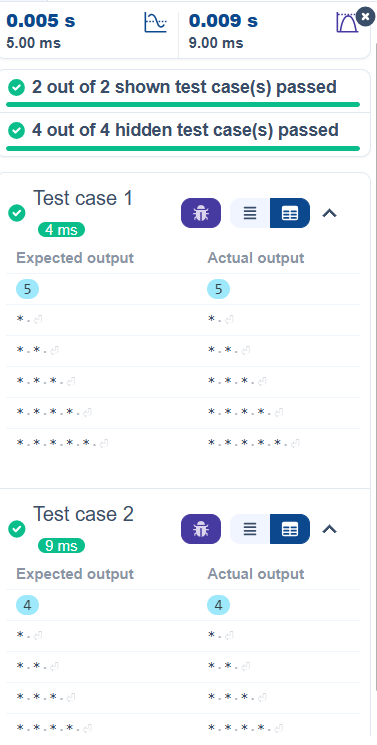 0.005 s 0.009 s
5.00 ms 9.00 ms
2 out of 2 shown test case(s) passed
4 out of 4 hidden test case(s) passed
Test case 1
4 ms
Expected output Actual output
5 5
*·⏎ *·⏎
*·*·⏎ *·*·⏎
*·*·*·⏎ *·*·*·⏎
*·*·*·*·⏎ *·*·*·*·⏎
*·*·*·*·*·⏎ *·*·*·*·*·⏎
Test case 2
9 ms
Expected output Actual output
4 4
*·⏎ *·⏎
*·*·⏎ *·*·⏎
*·*·*·⏎ *·*·*·⏎
*·*·*·*·⏎ *·*·*·*·⏎